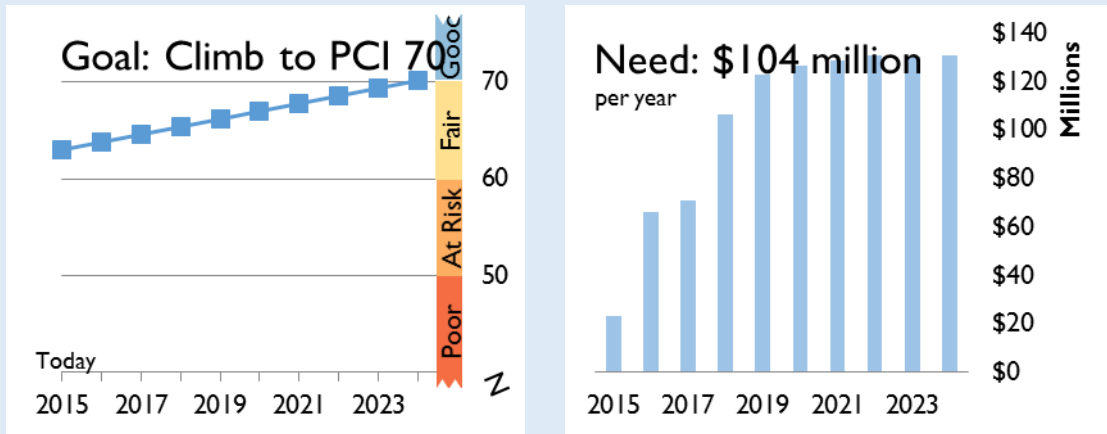 Goal: Climb to PCI 70
Good
70
Fair
60
At Risk
50
Poor
Today
2015 2017 2019 2021 2023
Need: $104 million
per year
$140
$120
$100
$80
$60
$40
$20
$0
Millions
2015 2017 2019 2021 2023